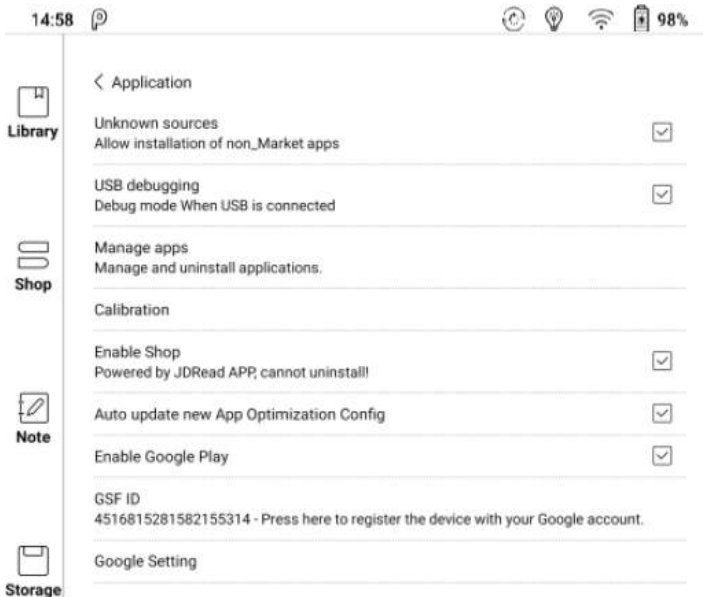 14:58
98%
Application
Library
Unknown sources
Allow installation of non_Market apps
USB debugging
Debug mode When USB is connected
Manage apps
Manage and uninstall applications.
Shop
Calibration
Enable Shop
Powered by JDRead APP, cannot uninstall!
Auto update new App Optimization Config
Note
Enable Google Play
GSF ID
4516815281582155314 - Press here to register the device with your Google account.
Google Setting
Storage